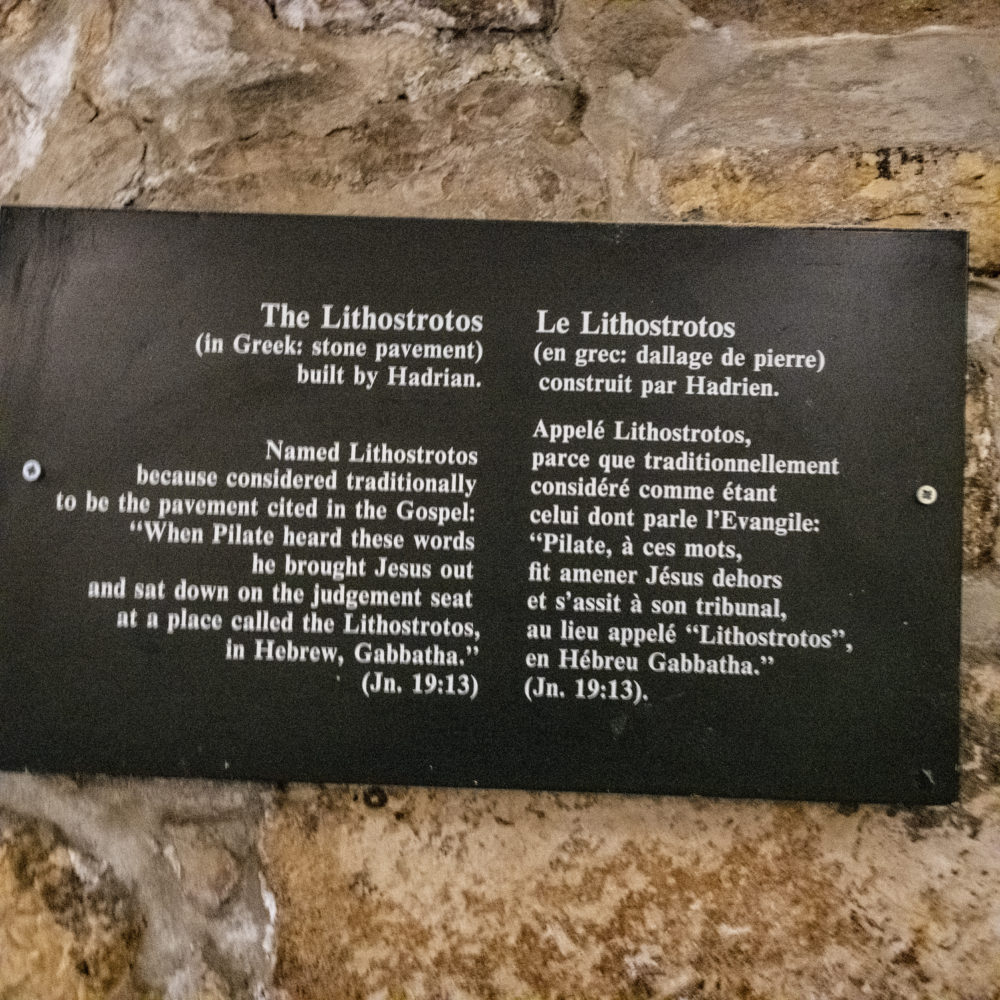 The Lithostrotos
(in Greek: stone pavement)
built by Hadrian.
Named Lithostrotos
because considered traditionally
to be the pavement cited in the Gospel:
“When Pilate heard these words
he brought Jesus out
and sat down on the judgement seat
at a place called the Lithostrotos,
in Hebrew, Gabbatha.”
(Jn. 19:13)
Le Lithostrotos
(en grec: dallage de pierre)
construit par Hadrien.
Appelé Lithostrotos,
parce que traditionnellement
considéré comme étant
celui dont parle l’Evangile:
“Pilate, à ces mots,
fit amener Jésus dehors
et s’assit à son tribunal,
au lieu appelé “Lithostrotos”,
en Hébreu Gabbatha.”
(Jn. 19:13).